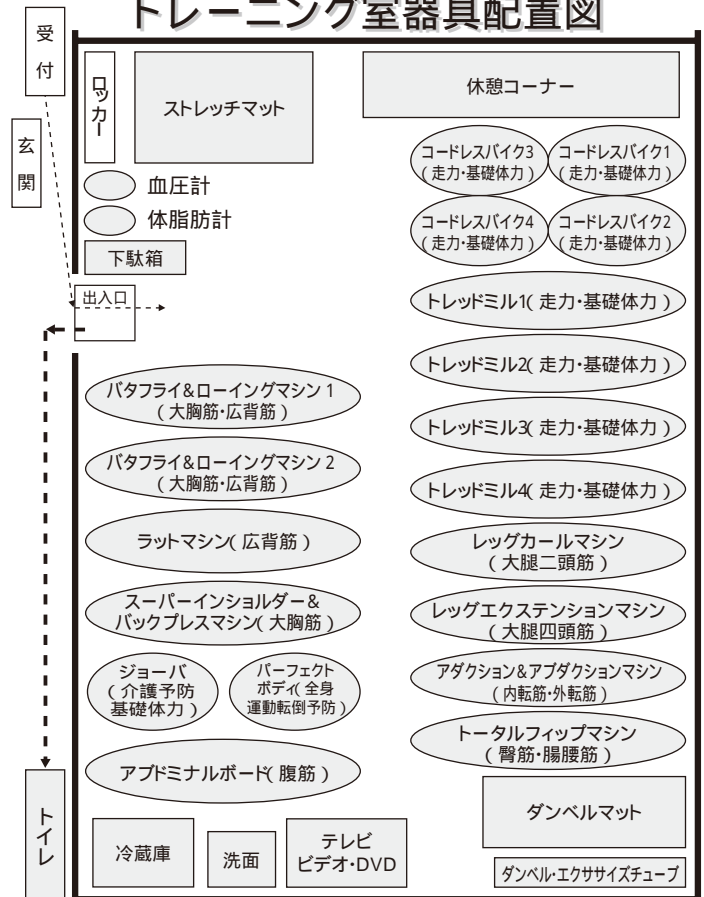 トレーニング室器具配置図
受付
玄関
ロッカー
ストレッチマット
休憩コーナー
血圧計
体脂肪計
下駄箱
出入口
コードレスバイク3
(走力・基礎体力)
コードレスバイク1
(走力・基礎体力)
コードレスバイク4
(走力・基礎体力)
コードレスバイク2
(走力・基礎体力)
トレッドミル1(走力・基礎体力)
トレッドミル2(走力・基礎体力)
トレッドミル3(走力・基礎体力)
トレッドミル4(走力・基礎体力)
バタフライ&ローイングマシン1
(大胸筋・広背筋)
バタフライ&ローイングマシン2
(大胸筋・広背筋)
ラットマシン(広背筋)
スーパーインショルダー&
バックプレスマシン(大胸筋)
ジョーバ
(介護予防
基礎体力)
パーフェクト
ボディ(全身
運動転倒予防)
アブドミナルボード(腹筋)
レッグカールマシン
(大腿二頭筋)
レッグエクステンションマシン
(大腿四頭筋)
アダクション&アブダクションマシン
(内転筋・外転筋)
トータルフィップマシン
(臀筋・腸腰筋)
トイレ
冷蔵庫
洗面
テレビ
ビデオ・DVD
ダンベルマット
ダンベル・エクササイズチューブ